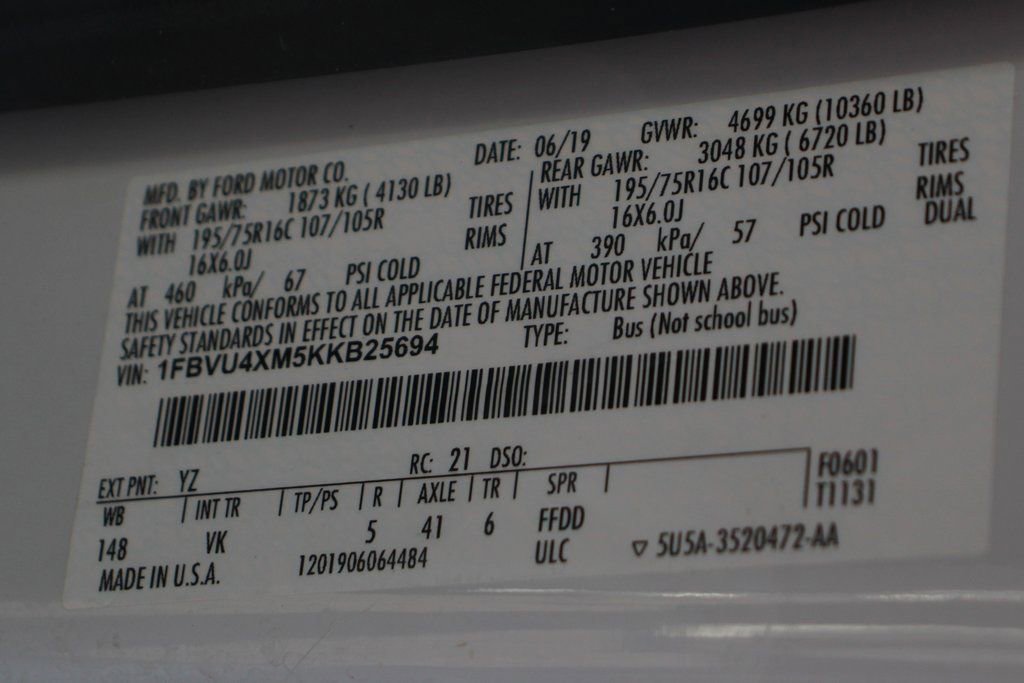 MFD. BY FORD MOTOR CO. DATE: 06/19 GVWR: 4699 KG (10360 LB)
FRONT GAWR: 1873 KG ( 4130 LB) REAR GAWR: 3048 KG ( 6720 LB)
WITH 195/75R16C 107/105R TIRES WITH 195/75R16C 107/105R TIRES
16X6.0J RIMS 16X6.0J RIMS
AT 460 kPa/ 67 PSI COLD AT 390 kPa/ 57 PSI COLD DUAL
THIS VEHICLE CONFORMS TO ALL APPLICABLE FEDERAL MOTOR VEHICLE
SAFETY STANDARDS IN EFFECT ON THE DATE OF MANUFACTURE SHOWN ABOVE.
VIN: 1FBVU4XM5KKB25694 TYPE: Bus (Not school bus)
EXT PNT: YZ RC: 21 DSO: F0601
WB INT TR TP/PS R AXLE TR SPR T1131
148 VK 5 41 6 FFDD
MADE IN U.S.A. 1201906064484 ULC ▽ 5U5A-3520472-AA